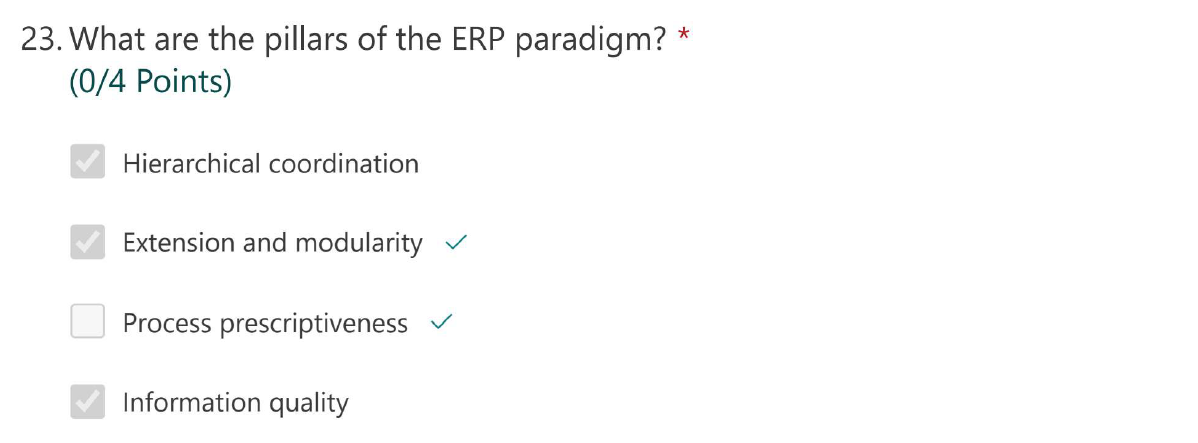 23. What are the pillars of the ERP paradigm? *
(0/4 Points)
Hierarchical coordination
Extension and modularity
Process prescriptiveness
Information quality